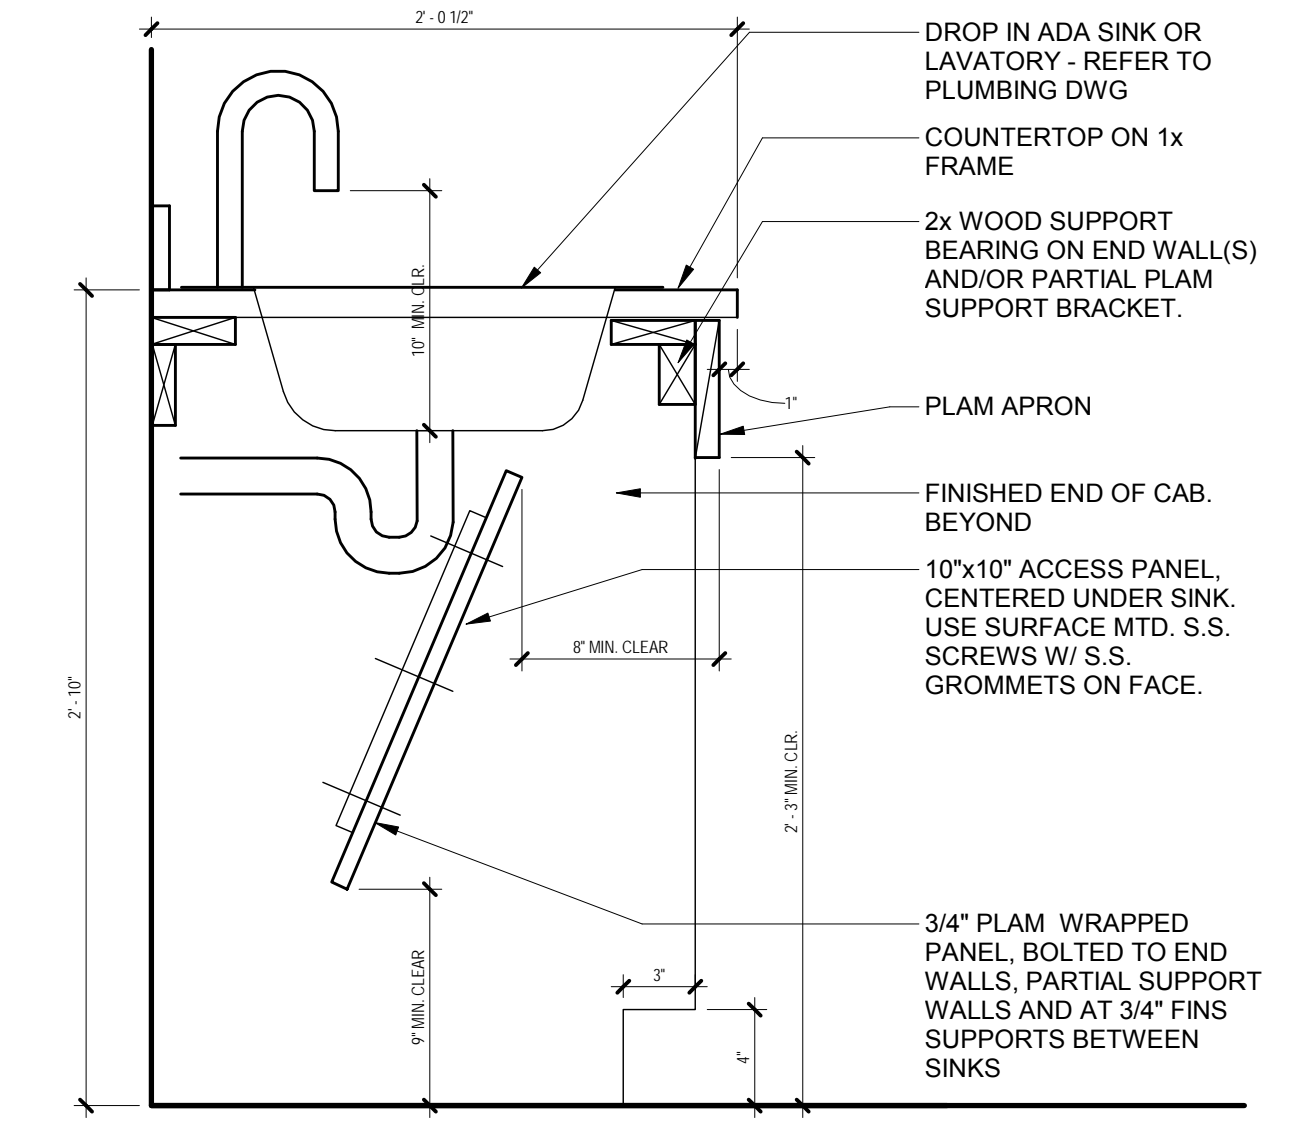 2' - 0 1/2"
DROP IN ADA SINK OR
LAVATORY - REFER TO
PLUMBING DWG
COUNTERTOP ON 1x
FRAME
2x WOOD SUPPORT
BEARING ON END WALL(S)
AND/OR PARTIAL PLAM
SUPPORT BRACKET.
10" MIN. CLR.
1"
PLAM APRON
FINISHED END OF CAB.
BEYOND
10"x10" ACCESS PANEL,
CENTERED UNDER SINK.
USE SURFACE MTD. S.S.
SCREWS W/ S.S.
GROMMETS ON FACE.
8" MIN. CLEAR
2' - 10"
2' - 3" MIN. CLR.
3/4" PLAM WRAPPED
PANEL, BOLTED TO END
WALLS, PARTIAL SUPPORT
WALLS AND AT 3/4" FINS
SUPPORTS BETWEEN
SINKS
9" MIN. CLEAR
3"
4"